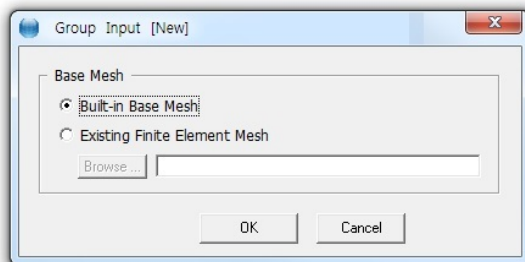 Group Input [New]
Base Mesh
Built-in Base Mesh
Existing Finite Element Mesh
Browse ...
OK Cancel